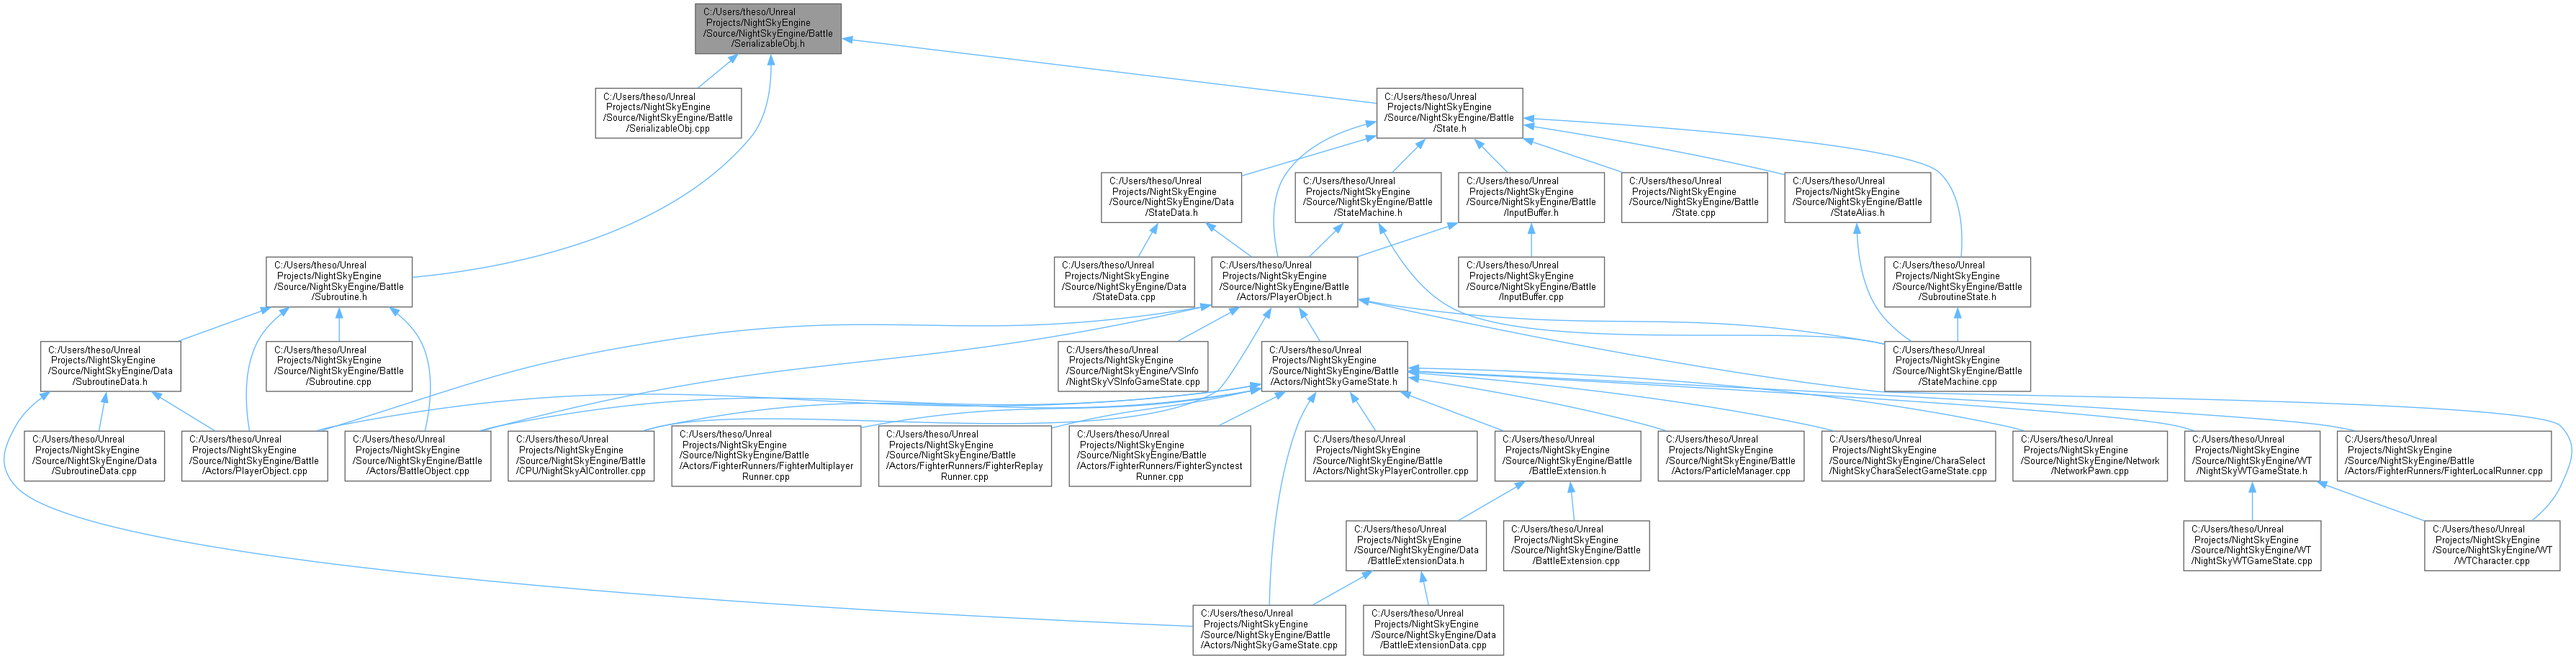 C:/Users/theso/Unreal
Projects/NightSkyEngine
/Source/NightSkyEngine/Battle
/SerializableObj.h
C:/Users/theso/Unreal
Projects/NightSkyEngine
/Source/NightSkyEngine/Battle
/SerializableObj.cpp
C:/Users/theso/Unreal
Projects/NightSkyEngine
/Source/NightSkyEngine/Battle
/State.h
C:/Users/theso/Unreal
Projects/NightSkyEngine
/Source/NightSkyEngine/Data
/StateData.h
C:/Users/theso/Unreal
Projects/NightSkyEngine
/Source/NightSkyEngine/Battle
/StateMachine.h
C:/Users/theso/Unreal
Projects/NightSkyEngine
/Source/NightSkyEngine/Battle
/InputBuffer.h
C:/Users/theso/Unreal
Projects/NightSkyEngine
/Source/NightSkyEngine/Battle
/State.cpp
C:/Users/theso/Unreal
Projects/NightSkyEngine
/Source/NightSkyEngine/Battle
/StateAlias.h
C:/Users/theso/Unreal
Projects/NightSkyEngine
/Source/NightSkyEngine/Battle
/Subroutine.h
C:/Users/theso/Unreal
Projects/NightSkyEngine
/Source/NightSkyEngine/Data
/StateData.cpp
C:/Users/theso/Unreal
Projects/NightSkyEngine
/Source/NightSkyEngine/Battle
/Actors/PlayerObject.h
C:/Users/theso/Unreal
Projects/NightSkyEngine
/Source/NightSkyEngine/Battle
/InputBuffer.cpp
C:/Users/theso/Unreal
Projects/NightSkyEngine
/Source/NightSkyEngine/Battle
/SubroutineState.h
C:/Users/theso/Unreal
Projects/NightSkyEngine
/Source/NightSkyEngine/Data
/SubroutineData.h
C:/Users/theso/Unreal
Projects/NightSkyEngine
/Source/NightSkyEngine/Battle
/Subroutine.cpp
C:/Users/theso/Unreal
Projects/NightSkyEngine
/Source/NightSkyEngine/VSInfo
/NightSkyVSInfoGameState.cpp
C:/Users/theso/Unreal
Projects/NightSkyEngine
/Source/NightSkyEngine/Battle
/Actors/NightSkyGameState.h
C:/Users/theso/Unreal
Projects/NightSkyEngine
/Source/NightSkyEngine/Battle
/StateMachine.cpp
C:/Users/theso/Unreal
Projects/NightSkyEngine
/Source/NightSkyEngine/Data
/SubroutineData.cpp
C:/Users/theso/Unreal
Projects/NightSkyEngine
/Source/NightSkyEngine/Battle
/Actors/PlayerObject.cpp
C:/Users/theso/Unreal
Projects/NightSkyEngine
/Source/NightSkyEngine/Battle
/Actors/BattleObject.cpp
C:/Users/theso/Unreal
Projects/NightSkyEngine
/Source/NightSkyEngine/Battle
/CPU/NightSkyAIController.cpp
C:/Users/theso/Unreal
Projects/NightSkyEngine
/Source/NightSkyEngine/Battle
/Actors/FighterRunners/FighterMultiplayer
Runner.cpp
C:/Users/theso/Unreal
Projects/NightSkyEngine
/Source/NightSkyEngine/Battle
/Actors/FighterRunners/FighterReplay
Runner.cpp
C:/Users/theso/Unreal
Projects/NightSkyEngine
/Source/NightSkyEngine/Battle
/Actors/FighterRunners/FighterSynctest
Runner.cpp
C:/Users/theso/Unreal
Projects/NightSkyEngine
/Source/NightSkyEngine/Battle
/Actors/NightSkyPlayerController.cpp
C:/Users/theso/Unreal
Projects/NightSkyEngine
/Source/NightSkyEngine/Battle
/BattleExtension.h
C:/Users/theso/Unreal
Projects/NightSkyEngine
/Source/NightSkyEngine/Battle
/Actors/ParticleManager.cpp
C:/Users/theso/Unreal
Projects/NightSkyEngine
/Source/NightSkyEngine/CharaSelect
/NightSkyCharaSelectGameState.cpp
C:/Users/theso/Unreal
Projects/NightSkyEngine
/Source/NightSkyEngine/Network
/NetworkPawn.cpp
C:/Users/theso/Unreal
Projects/NightSkyEngine
/Source/NightSkyEngine/WT
/NightSkyWTGameState.h
C:/Users/theso/Unreal
Projects/NightSkyEngine
/Source/NightSkyEngine/Battle
/Actors/FighterRunners/FighterLocalRunner.cpp
C:/Users/theso/Unreal
Projects/NightSkyEngine
/Source/NightSkyEngine/Data
/BattleExtensionData.h
C:/Users/theso/Unreal
Projects/NightSkyEngine
/Source/NightSkyEngine/Battle
/BattleExtension.cpp
C:/Users/theso/Unreal
Projects/NightSkyEngine
/Source/NightSkyEngine/WT
/NightSkyWTGameState.cpp
C:/Users/theso/Unreal
Projects/NightSkyEngine
/Source/NightSkyEngine/WT
/WTCharacter.cpp
C:/Users/theso/Unreal
Projects/NightSkyEngine
/Source/NightSkyEngine/Battle
/Actors/NightSkyGameState.cpp
C:/Users/theso/Unreal
Projects/NightSkyEngine
/Source/NightSkyEngine/Data
/BattleExtensionData.cpp